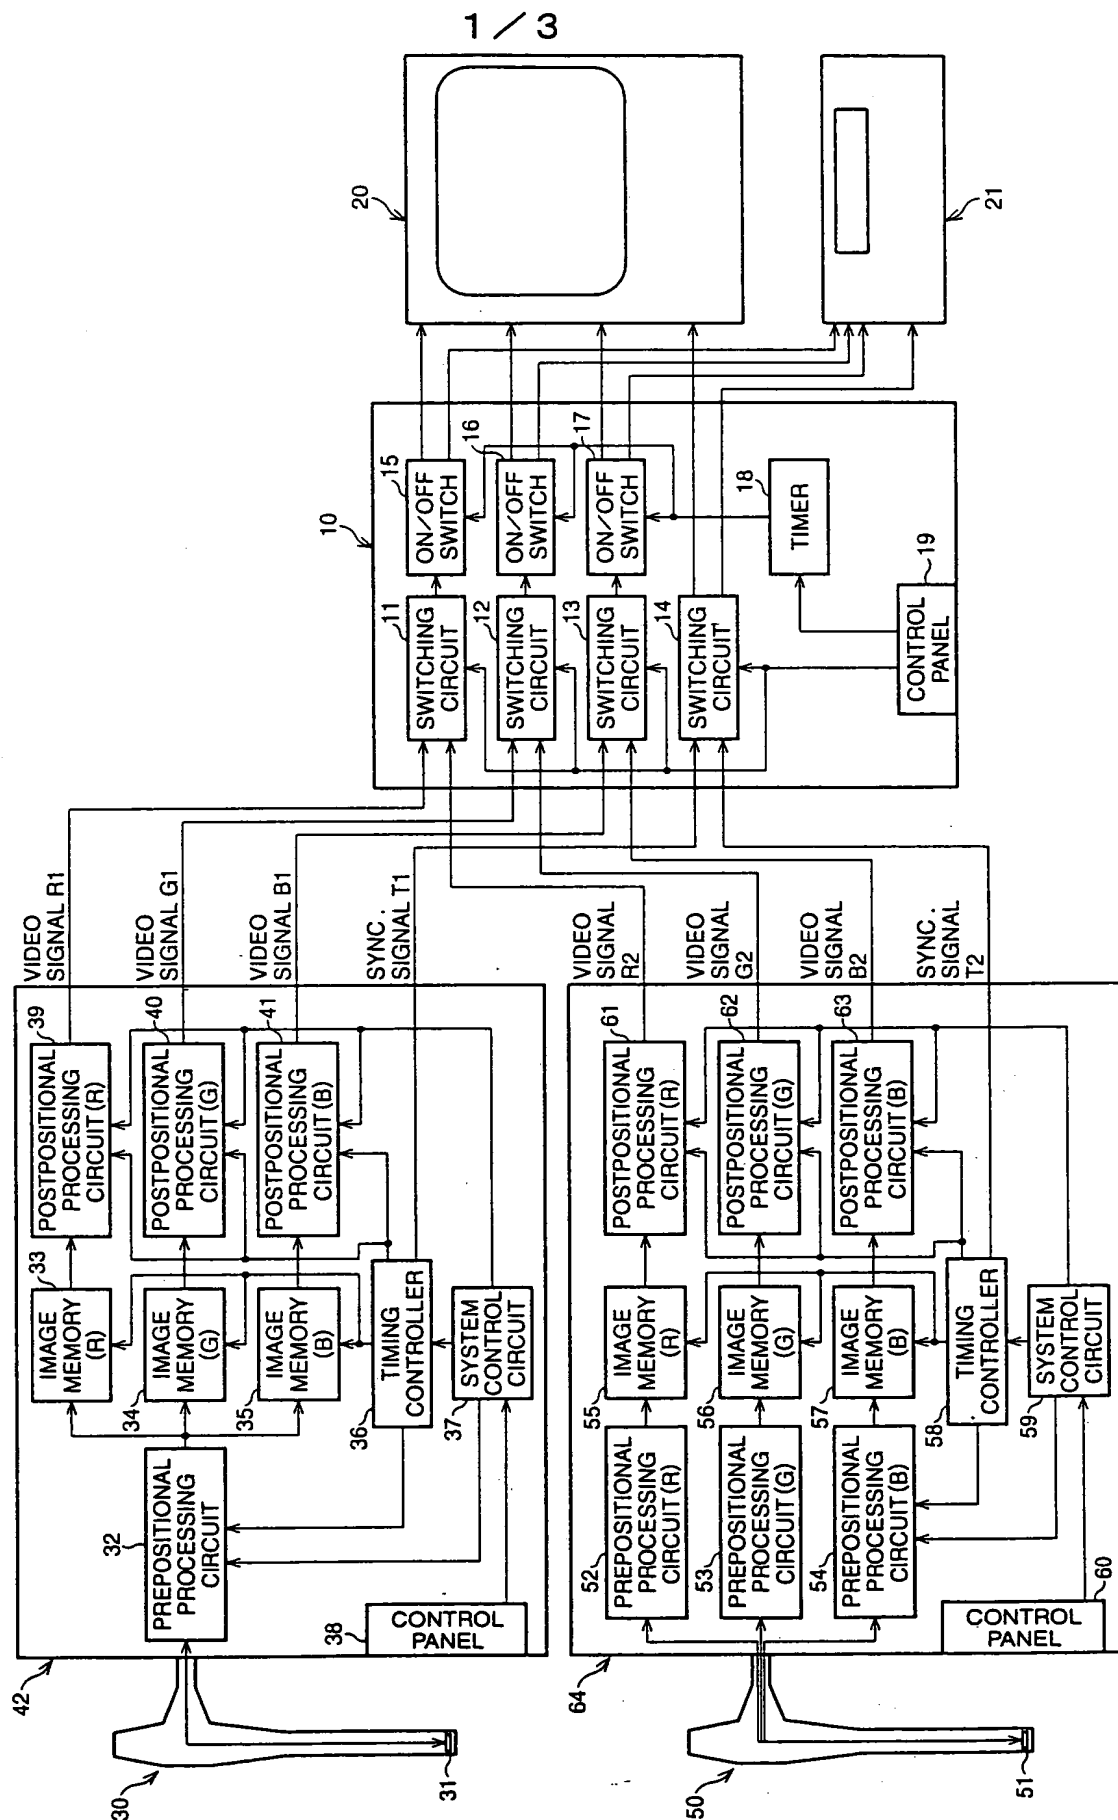 1/3
20
21
10
15
ON/OFF
SWITCH
16
ON/OFF
SWITCH
17
ON/OFF
SWITCH
18
TIMER
11
SWITCHING
CIRCUIT
12
SWITCHING
CIRCUIT
13
SWITCHING
CIRCUIT
14
SWITCHING
CIRCUIT
19
CONTROL
PANEL
VIDEO
SIGNAL R1
VIDEO
SIGNAL G1
VIDEO
SIGNAL B1
SYNC.
SIGNAL T1
VIDEO
SIGNAL
R2
VIDEO
SIGNAL
G2
VIDEO
SIGNAL
B2
SYNC.
SIGNAL
T2
39
POSTPOSITIONAL
PROCESSING
CIRCUIT(R)
40
POSTPOSITIONAL
PROCESSING
CIRCUIT(G)
41
POSTPOSITIONAL
PROCESSING
CIRCUIT(B)
33
IMAGE
MEMORY
(R)
34
IMAGE
MEMORY
(G)
35
IMAGE
MEMORY
(B)
36
TIMING
CONTROLLER
37
SYSTEM
CONTROL
CIRCUIT
32
PREPOSITIONAL
PROCESSING
CIRCUIT
38
CONTROL
PANEL
42
30
31
61
POSTPOSITIONAL
PROCESSING
CIRCUIT(R)
62
POSTPOSITIONAL
PROCESSING
CIRCUIT(G)
63
POSTPOSITIONAL
PROCESSING
CIRCUIT(B)
55
IMAGE
MEMORY
(R)
56
IMAGE
MEMORY
(G)
57
IMAGE
MEMORY
(B)
58
TIMING
CONTROLLER
59
SYSTEM
CONTROL
CIRCUIT
52
PREPOSITIONAL
PROCESSING
CIRCUIT(R)
53
PREPOSITIONAL
PROCESSING
CIRCUIT(G)
54
PREPOSITIONAL
PROCESSING
CIRCUIT(B)
60
CONTROL
PANEL
64
50
51